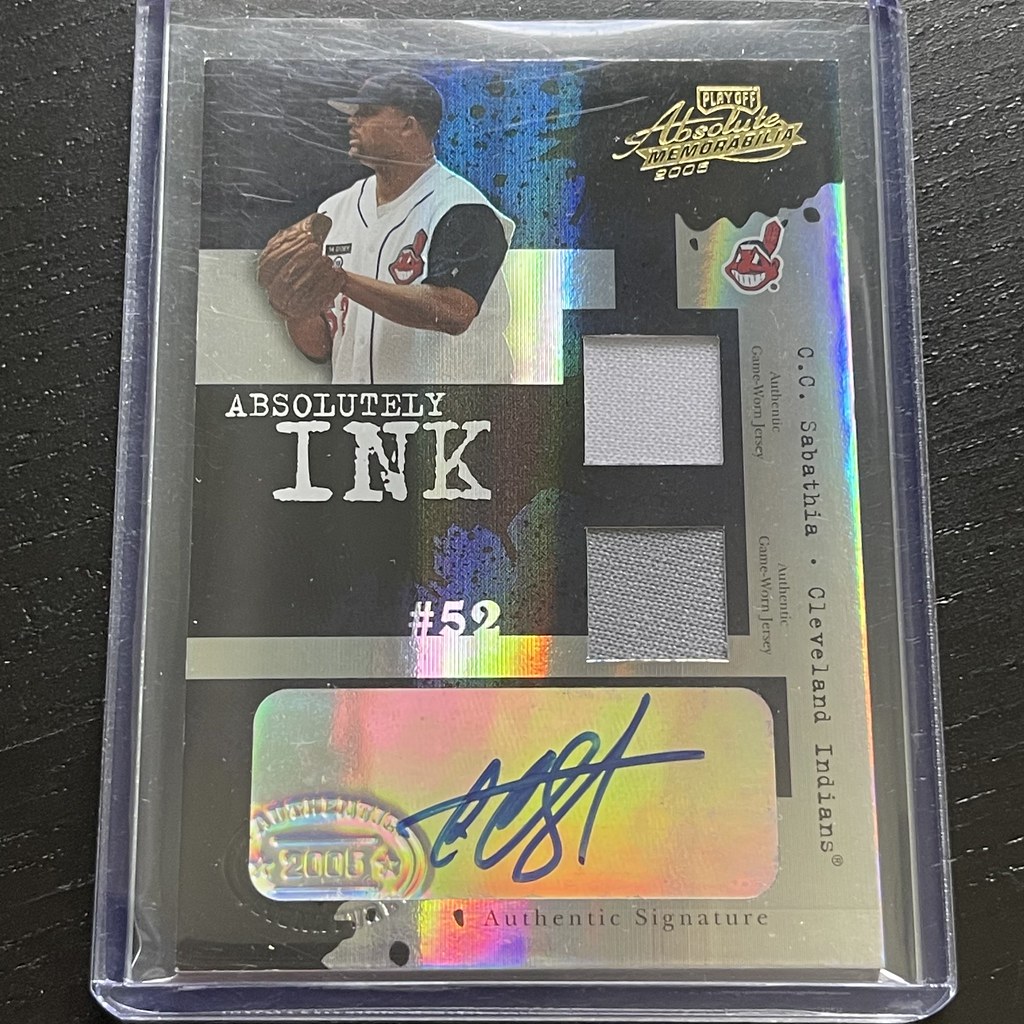 PLAYOFF
Absolute
MEMORABILIA
2005
ABSOLUTELY
INK
#52
Authentic
Game-Worn Jersey
Authentic
Game-Worn Jersey
C.C. Sabathia · Cleveland Indians®
AUTHENTIC
2005
Authentic Signature